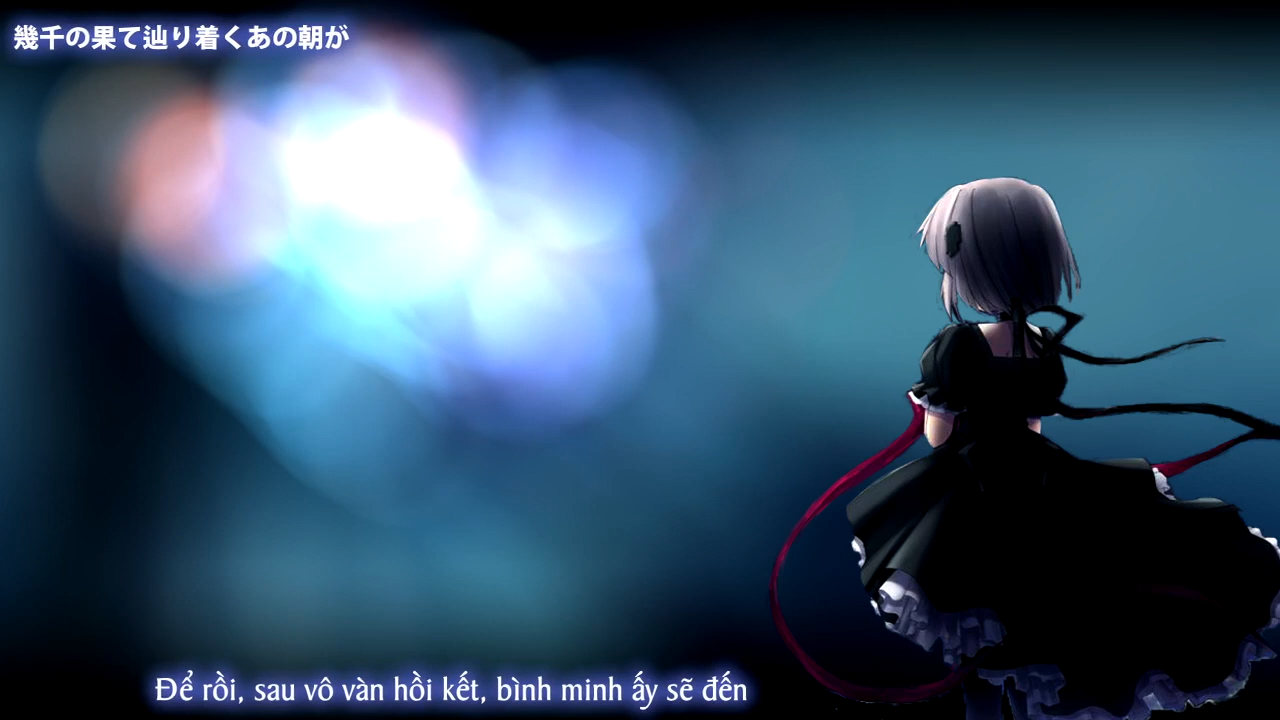 幾千の果て辿り着くあの朝が
Để rồi, sau vô vàn hồi kết, bình minh ấy sẽ đến